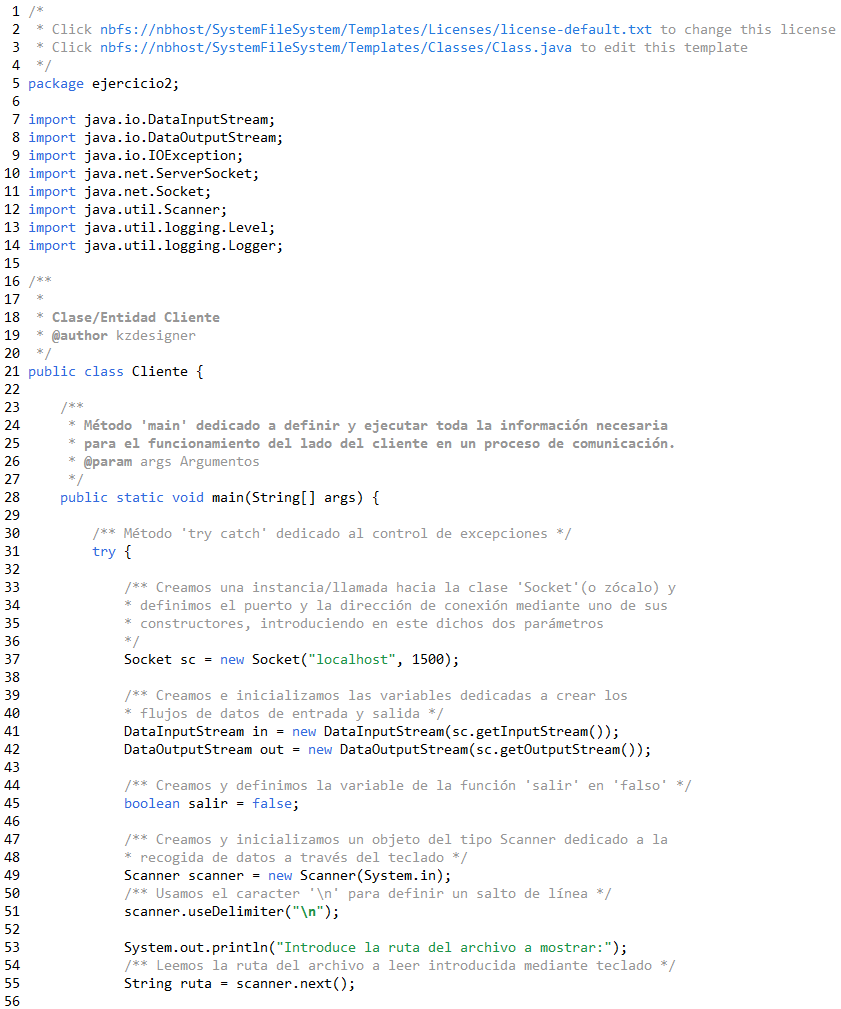 1 /*
2  * Click nbfs://nbhost/SystemFileSystem/Templates/Licenses/license-default.txt to change this license
3  * Click nbfs://nbhost/SystemFileSystem/Templates/Classes/Class.java to edit this template
4  */
5 package ejercicio2;
6
7 import java.io.DataInputStream;
8 import java.io.DataOutputStream;
9 import java.io.IOException;
10 import java.net.ServerSocket;
11 import java.net.Socket;
12 import java.util.Scanner;
13 import java.util.logging.Level;
14 import java.util.logging.Logger;
15
16 /**
17  *
18  * Clase/Entidad Cliente
19  * @author kzdesigner
20  */
21 public class Cliente {
22
23     /**
24      * Método 'main' dedicado a definir y ejecutar toda la información necesaria
25      * para el funcionamiento del lado del cliente en un proceso de comunicación.
26      * @param args Argumentos
27      */
28     public static void main(String[] args) {
29
30         /** Método 'try catch' dedicado al control de excepciones */
31         try {
32
33             /** Creamos una instancia/llamada hacia la clase 'Socket'(o zócalo) y
34             * definimos el puerto y la dirección de conexión mediante uno de sus
35             * constructores, introduciendo en este dichos dos parámetros
36             */
37             Socket sc = new Socket("localhost", 1500);
38
39             /** Creamos e inicializamos las variables dedicadas a crear los
40             * flujos de datos de entrada y salida */
41             DataInputStream in = new DataInputStream(sc.getInputStream());
42             DataOutputStream out = new DataOutputStream(sc.getOutputStream());
43
44             /** Creamos y definimos la variable de la función 'salir' en 'falso' */
45             boolean salir = false;
46
47             /** Creamos y inicializamos un objeto del tipo Scanner dedicado a la
48             * recogida de datos a través del teclado */
49             Scanner scanner = new Scanner(System.in);
50             /** Usamos el caracter '\n' para definir un salto de línea */
51             scanner.useDelimiter("\n");
52
53             System.out.println("Introduce la ruta del archivo a mostrar:");
54             /** Leemos la ruta del archivo a leer introducida mediante teclado */
55             String ruta = scanner.next();
56